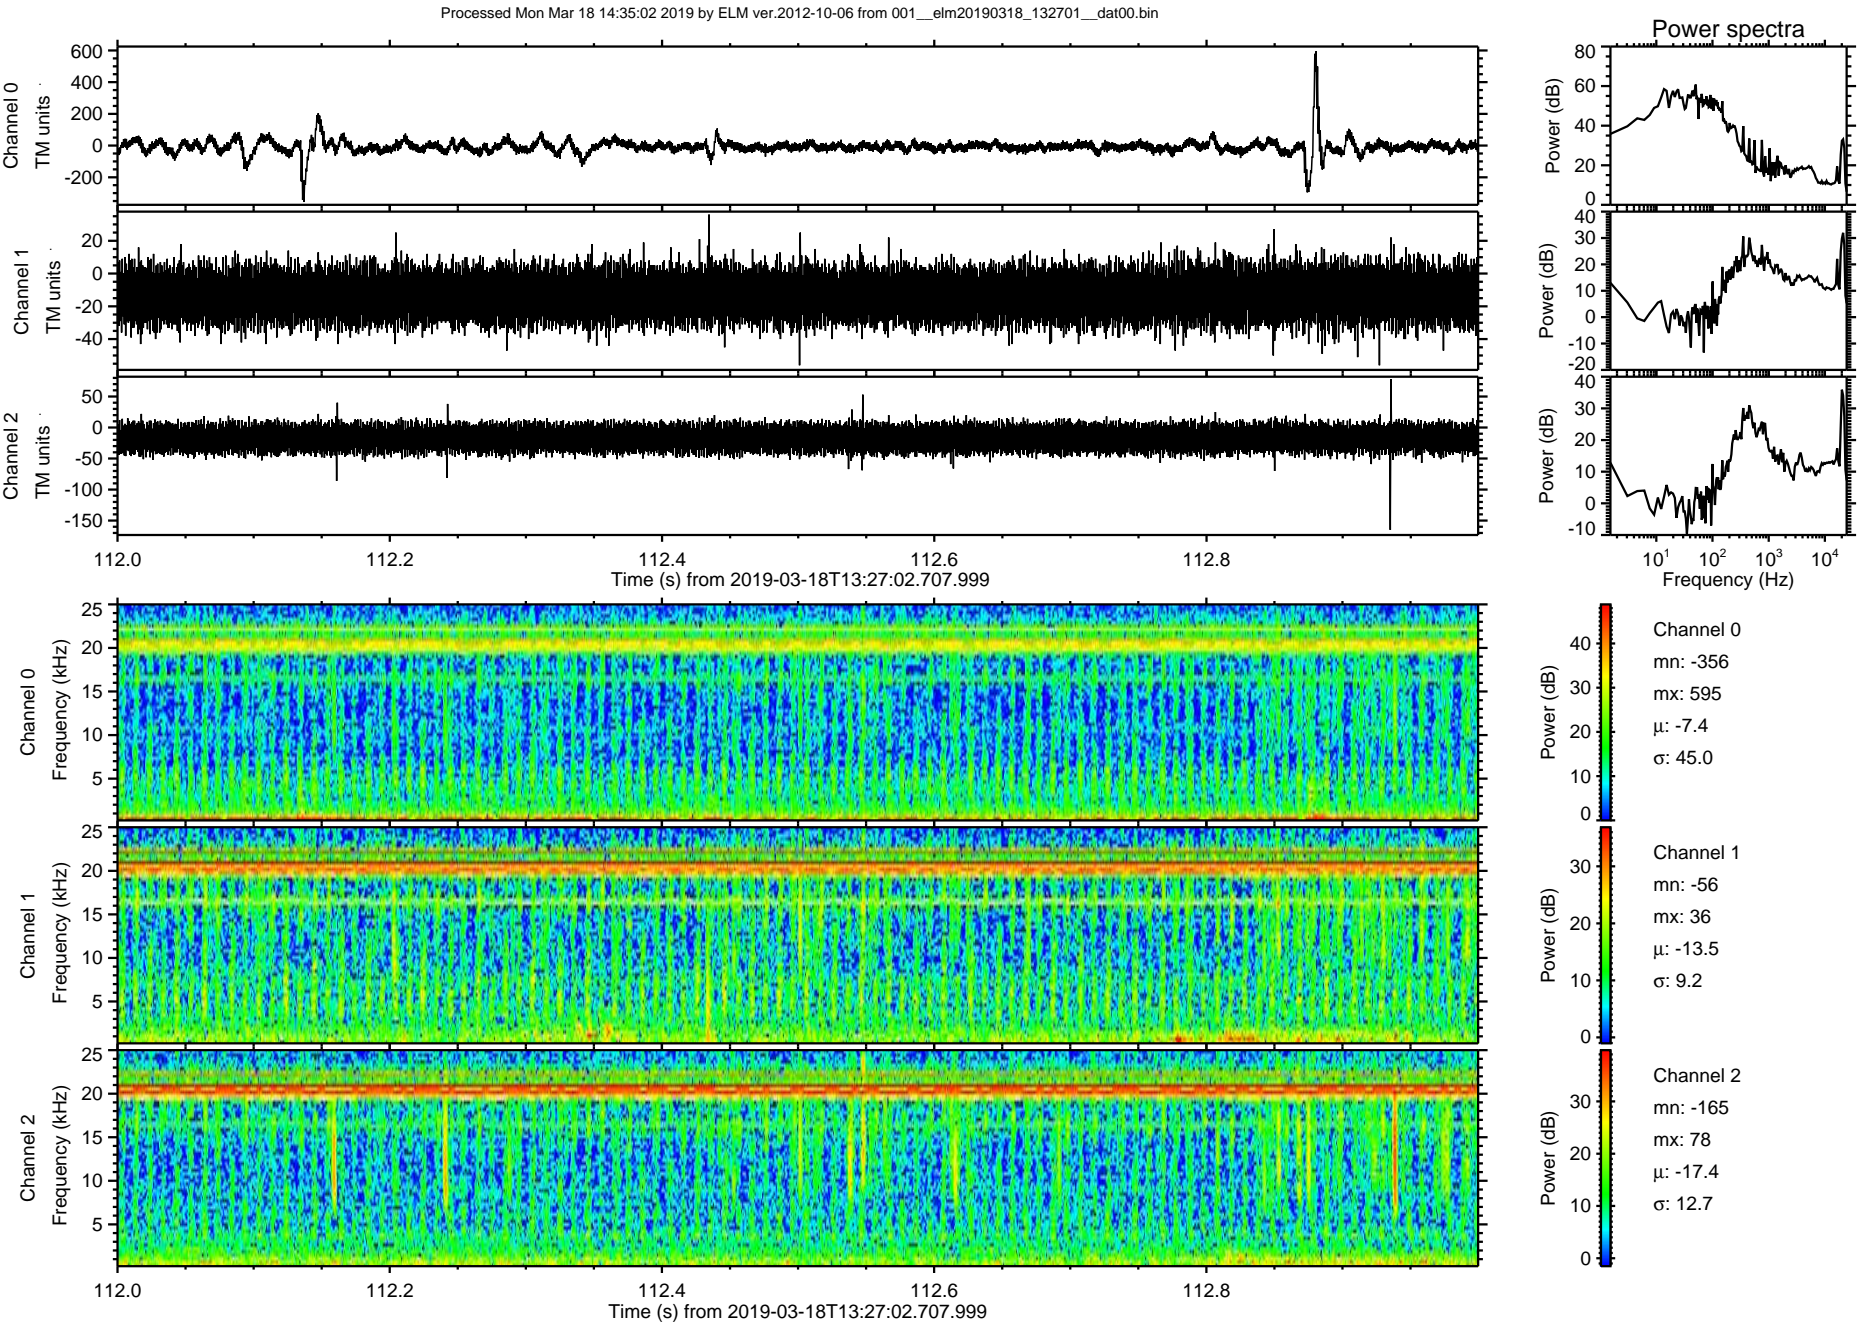 Processed Mon Mar 18 14:35:02 2019 by ELM ver.2012-10-06 from 001__elm20190318_132701__dat00.bin
Power spectra
Channel 0
TM units
600
400
200
0
-200
Power (dB)
80
60
40
20
0
Channel 1
TM units
20
0
-20
-40
Power (dB)
40
30
20
10
0
-10
-20
Channel 2
TM units
50
0
-50
-100
-150
Power (dB)
40
30
20
10
0
-10
112.0 112.2 112.4 112.6 112.8
Time (s) from 2019-03-18T13:27:02.707.999
10^1 10^2 10^3 10^4
Frequency (Hz)
Channel 0
Frequency (kHz)
25
20
15
10
5
Power (dB)
40
30
20
10
0
Channel 0
mn: -356
mx: 595
μ: -7.4
σ: 45.0
Channel 1
Frequency (kHz)
25
20
15
10
5
Power (dB)
30
20
10
0
Channel 1
mn: -56
mx: 36
μ: -13.5
σ: 9.2
Channel 2
Frequency (kHz)
25
20
15
10
5
Power (dB)
30
20
10
0
Channel 2
mn: -165
mx: 78
μ: -17.4
σ: 12.7
112.0 112.2 112.4 112.6 112.8
Time (s) from 2019-03-18T13:27:02.707.999